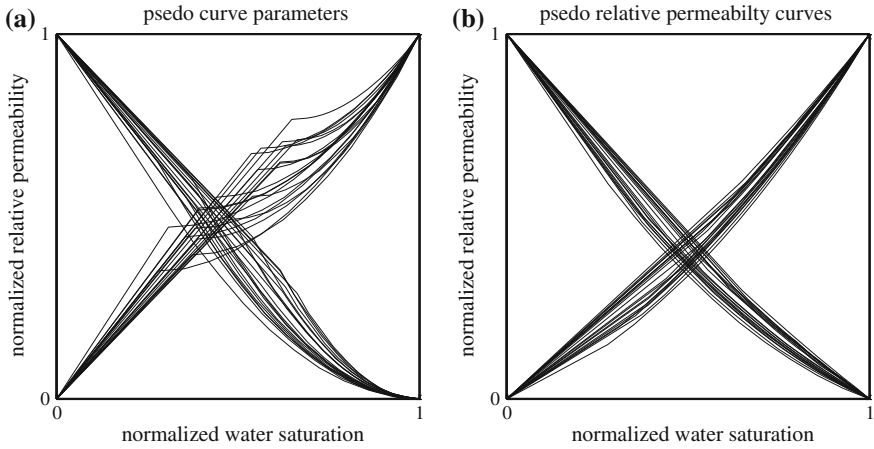 (a)
psedo curve parameters
1
normalized relative permeability
0
0
1
normalized water saturation
(b)
psedo relative permeabilty curves
1
normalized relative permeability
0
0
1
normalized water saturation